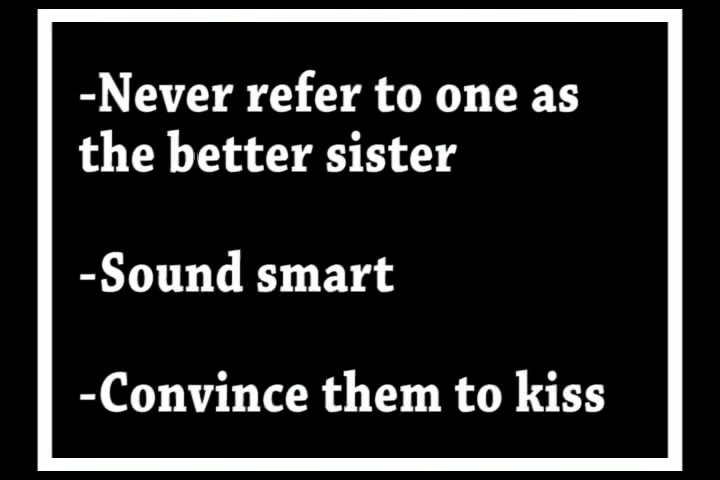 -Never refer to one as
the better sister
-Sound smart
-Convince them to kiss